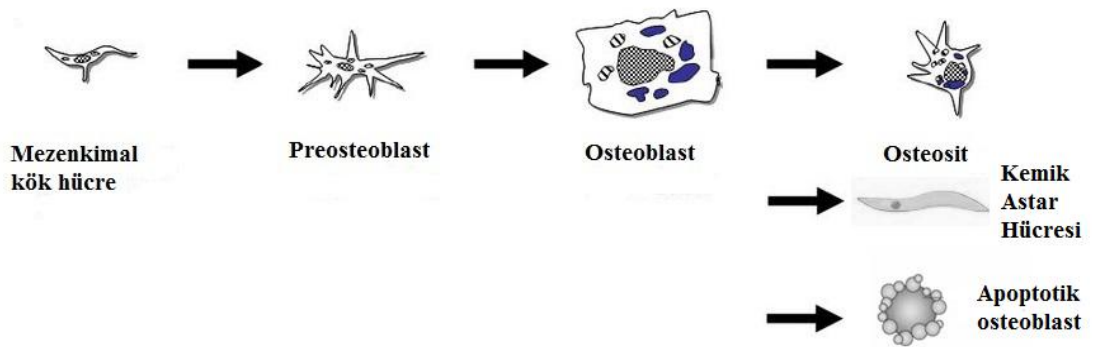 Mezenkimal
kök hücre
Preosteoblast
Osteoblast
Osteosit
Kemik
Astar
Hücresi
Apoptotik
osteoblast